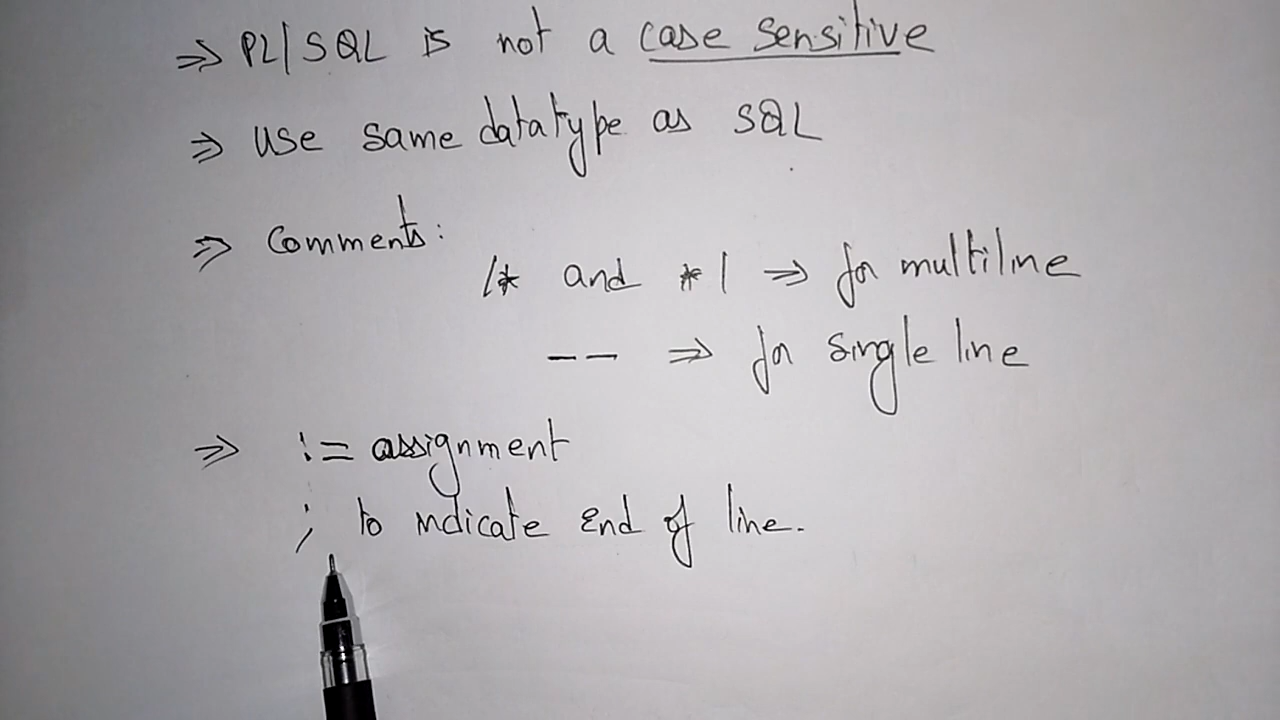 ⇒ PL/SQL is not a case sensitive
⇒ Use same datatype as SQL
⇒ Comments:
/* and */ ⇒ for multiline
-- ⇒ for single line
⇒ := assignment
; to indicate End of line.